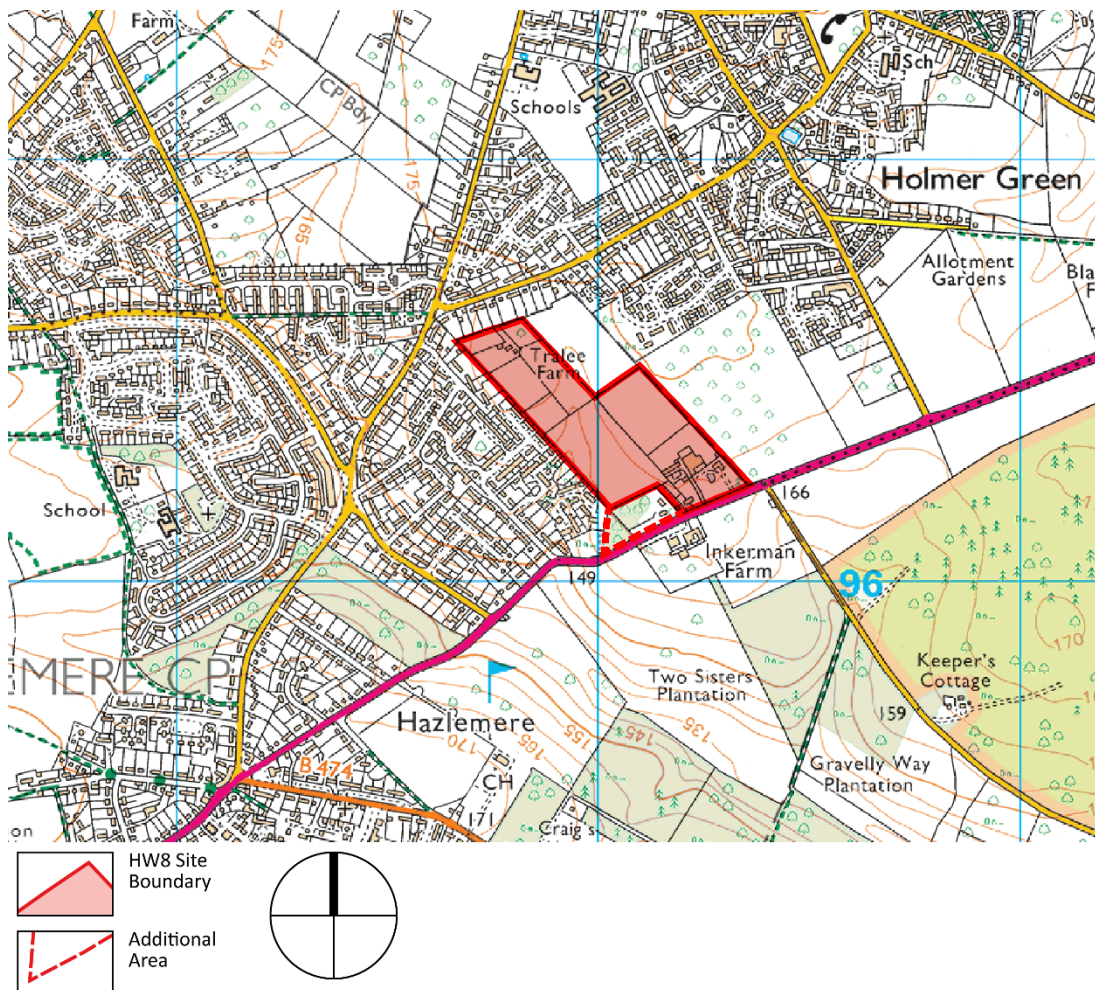 Farm
175
CP Bdy
Schools
Sch
175
165
Holmer Green
Allotment
Gardens
Tralee
Farm
School
166
Inkerman
Farm
149
96
170
EMERE CP
Two Sisters
Plantation
Keeper's
Cottage
Hazlemere
135
145
155
165
170
159
Gravelly Way
Plantation
B 474
CH
171
Craig's
on
HW8 Site
Boundary
Additional
Area